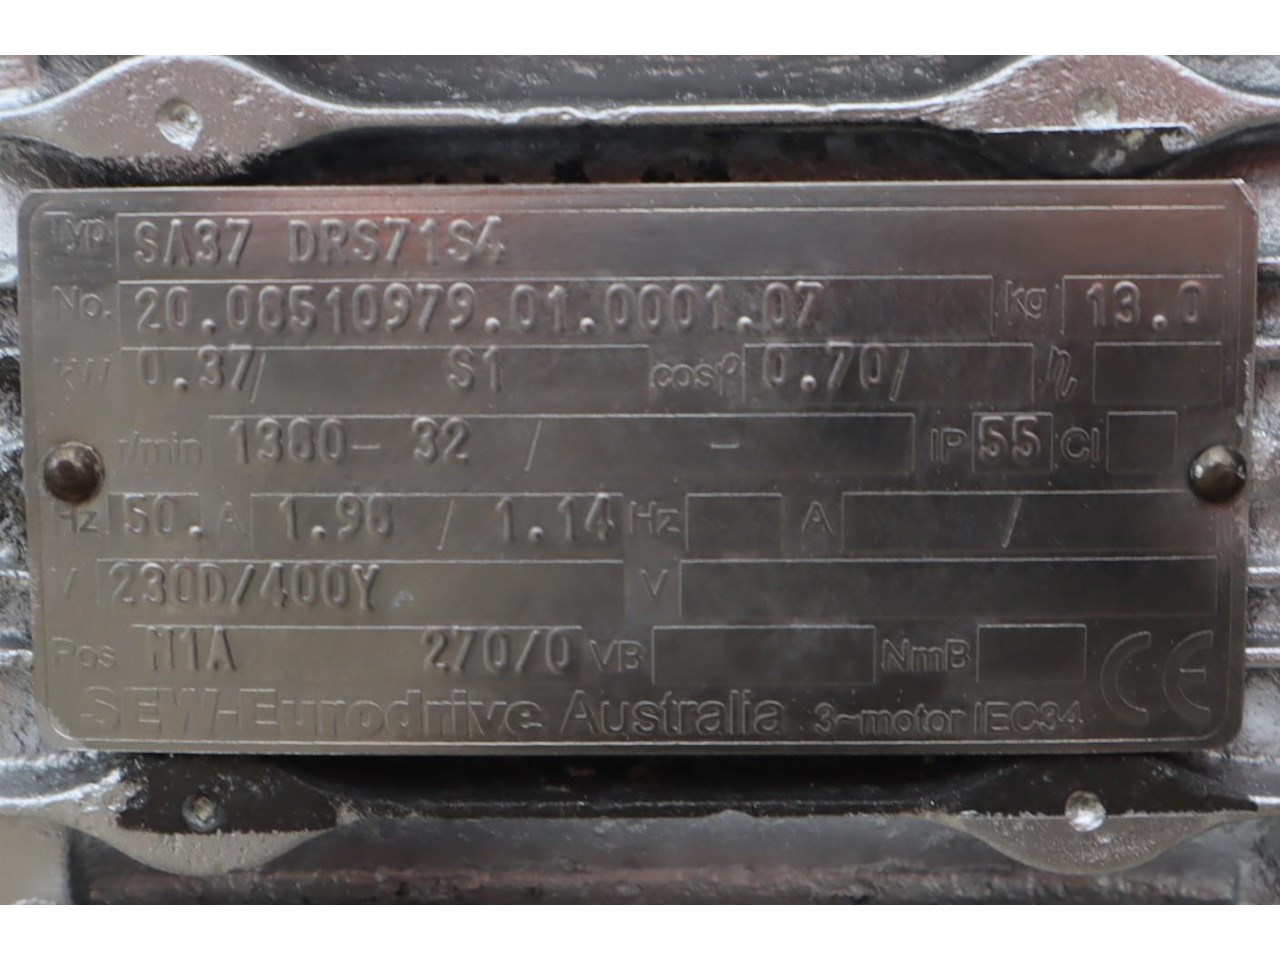 Typ SA37 DRS71S4
No. 20.08510979.01.0001.07 kg 13.0
kW 0.37/ S1 cosφ 0.70/ η
r/min 1380- 32 / - IP 55 Cl
Hz 50. A 1.98 / 1.14 Hz A /
V 230D/400Y V
Pos M1A 270/0 VB NmB
SEW-Eurodrive Australia 3~motor IEC34 CE